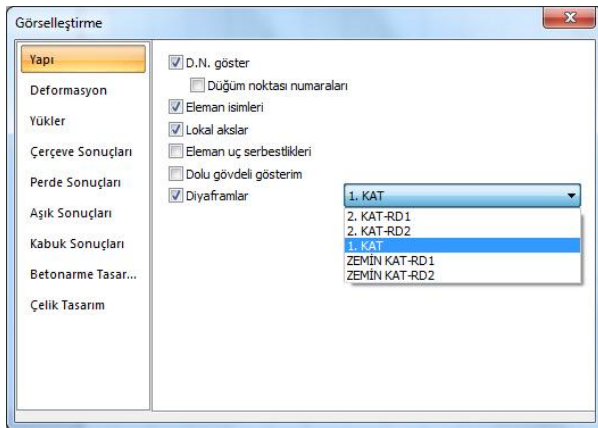 Görselleştirme
Yapı
Deformasyon
Yükler
Çerçeve Sonuçları
Perde Sonuçları
Aşık Sonuçları
Kabuk Sonuçları
Betonarme Tasar...
Çelik Tasarım
D.N. göster
Düğüm noktası numaraları
Eleman isimleri
Lokal akslar
Eleman uç serbestlikleri
Dolu gövdeli gösterim
Diyaframlar
1. KAT
2. KAT-RD1
2. KAT-RD2
1. KAT
ZEMİN KAT-RD1
ZEMİN KAT-RD2